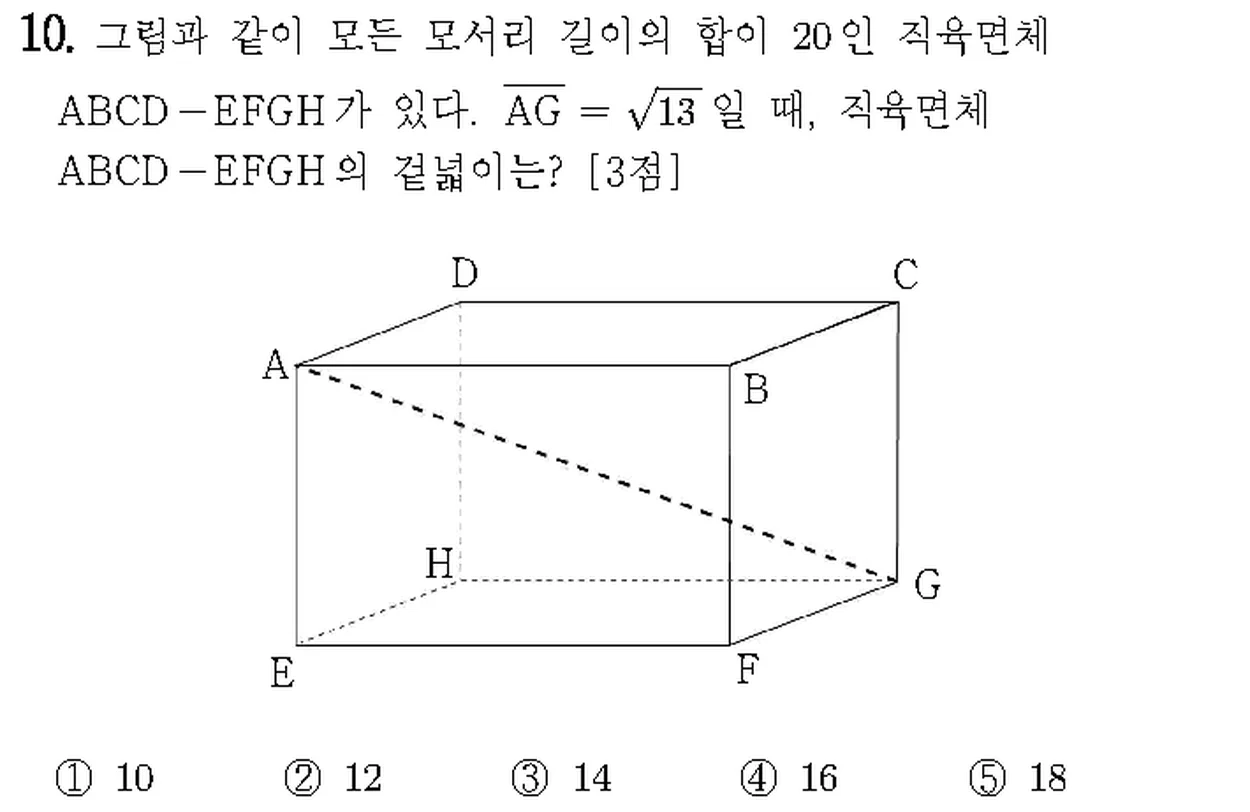 10. 그림과 같이 모든 모서리 길이의 합이 20인 직육면체
ABCD-EFGH가 있다. \overline{AG} = √13 일 때, 직육면체
ABCD-EFGH의 겉넓이는? [3점]
D C
A B
H G
E F
① 10 ② 12 ③ 14 ④ 16 ⑤ 18